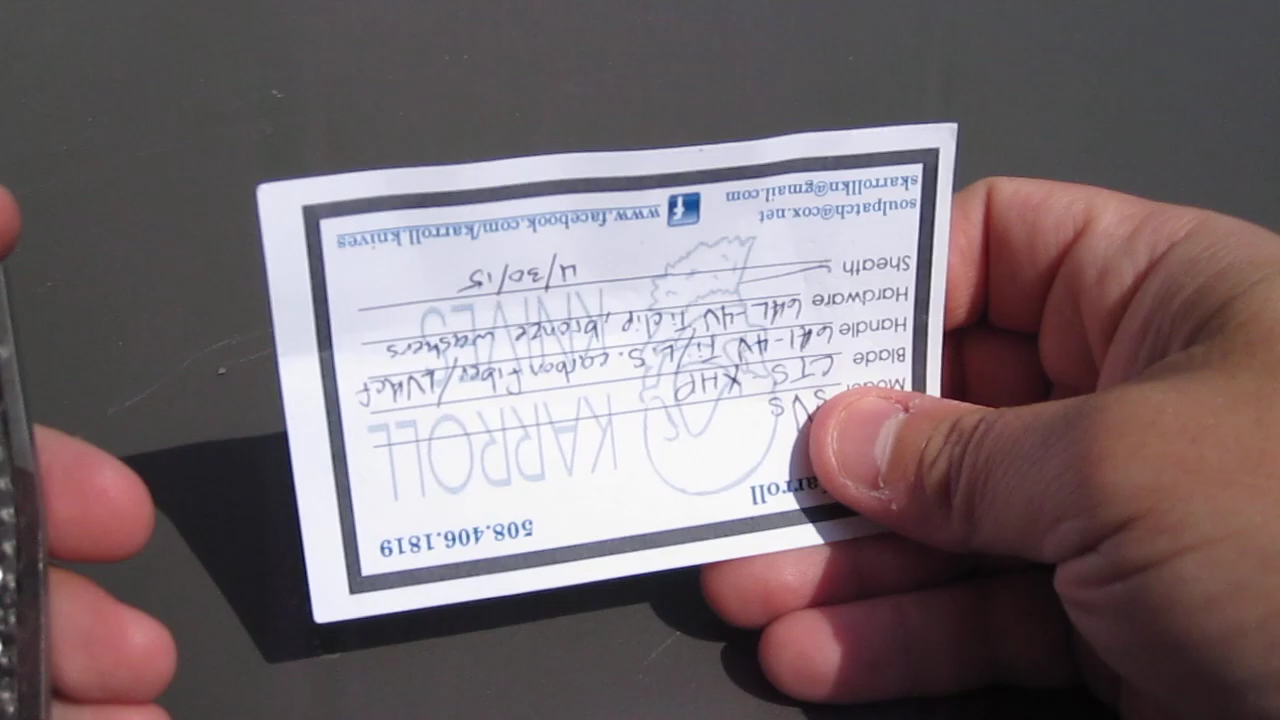 arroll 508.406.1819
KARROLL
KNIVES
Model SVS
Blade CTS-XHP
Handle 6AL-4V Ti/L.S. carbon fiber/
Hardware 6AL-4V Ti clip, bronze washers
Sheath
4/30/15
soulpatch@cox.net
skarrollkn@gmail.com
f www.facebook.com/karroll.knives